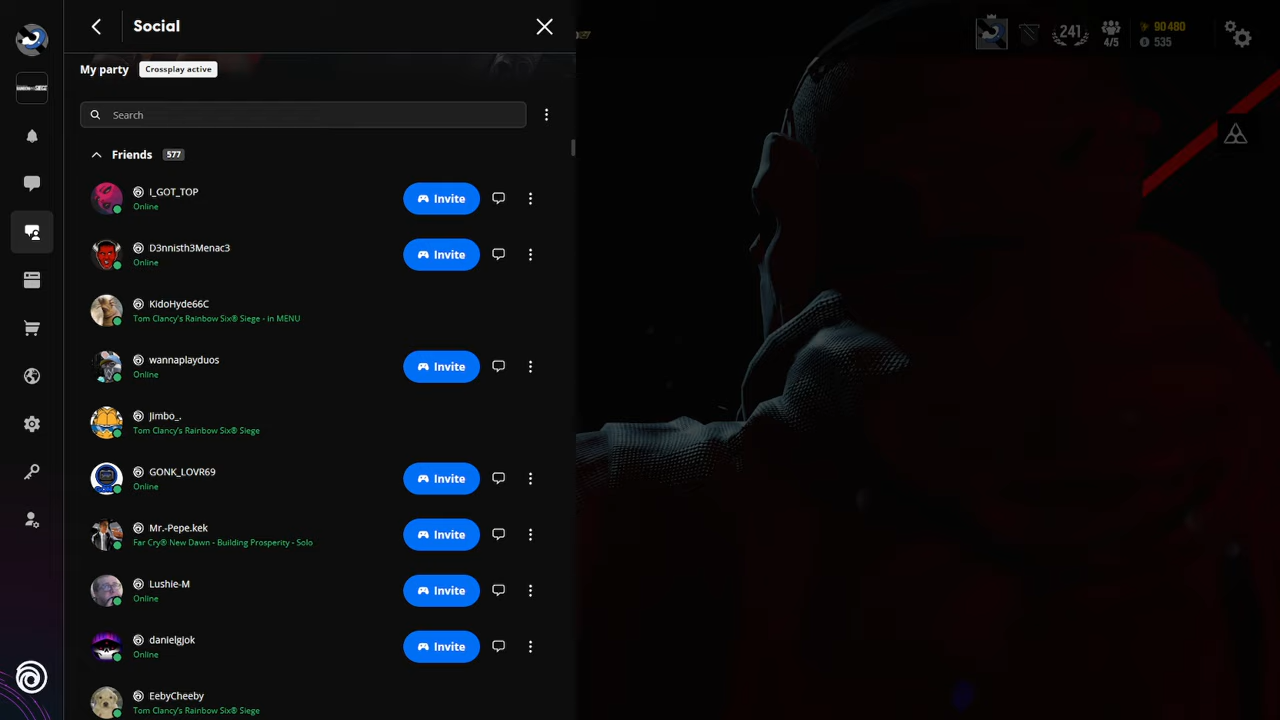 Social
My party
Crossplay active
Search
Friends 577
I_GOT_TOP
Online
Invite
D3nnisth3Menac3
Online
Invite
KidoHyde66C
Tom Clancy's Rainbow Six® Siege - in MENU
wannaplayduos
Online
Invite
Jimbo_.
Tom Clancy's Rainbow Six® Siege
GONK_LOVR69
Online
Invite
Mr.-Pepe.kek
Far Cry® New Dawn - Building Prosperity - Solo
Invite
Lushie-M
Online
Invite
danielgjok
Online
Invite
EebyCheeby
Tom Clancy's Rainbow Six® Siege
241
4/5
90 480
535